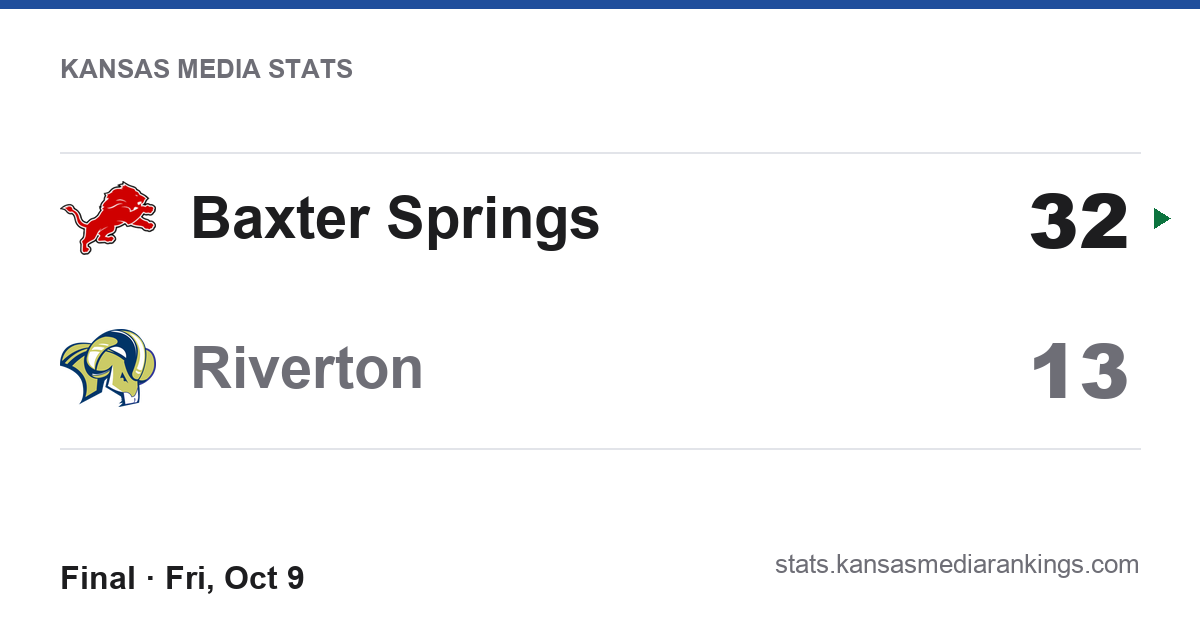 KANSAS MEDIA STATS
Baxter Springs 32
Riverton 13
Final · Fri, Oct 9
stats.kansasmediarankings.com